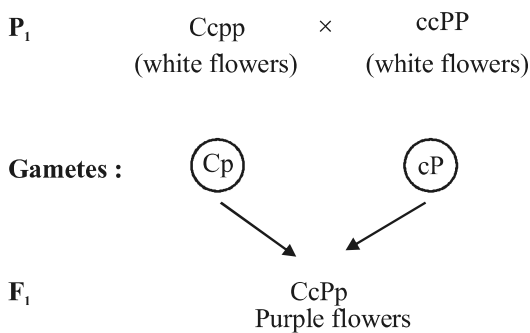 P₁ Ccpp × ccPP
(white flowers) (white flowers)
Gametes : Cp cP
F₁ CcPp
Purple flowers